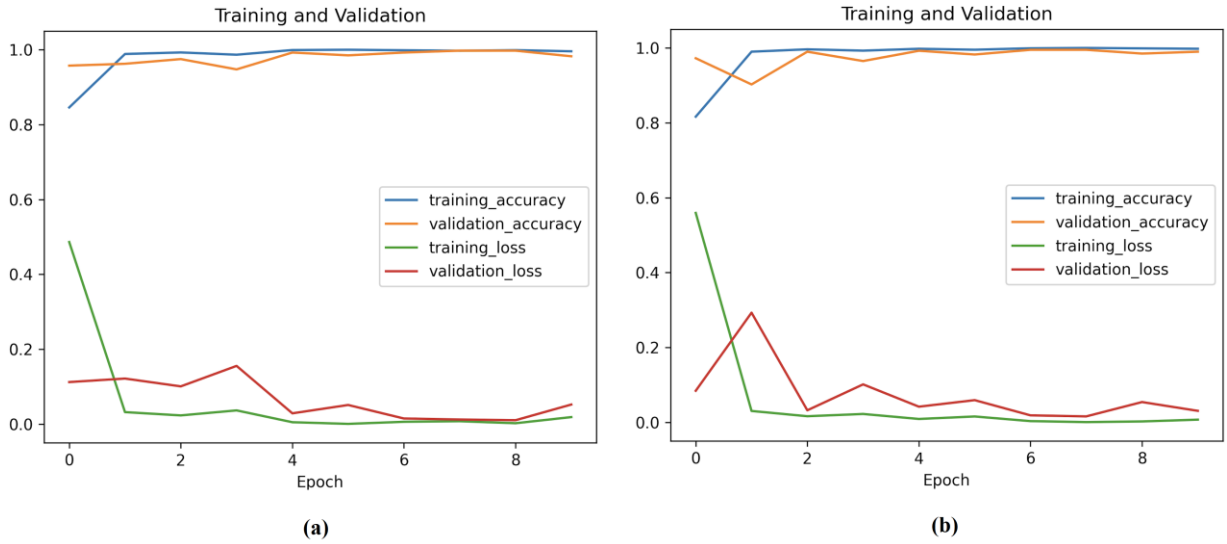 Training and Validation
1.0
0.8
0.6
0.4
0.2
0.0
training_accuracy
validation_accuracy
training_loss
validation_loss
0 2 4 6 8
Epoch
(a)
Training and Validation
1.0
0.8
0.6
0.4
0.2
0.0
training_accuracy
validation_accuracy
training_loss
validation_loss
0 2 4 6 8
Epoch
(b)